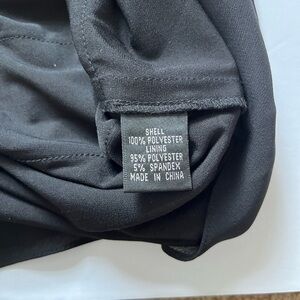 SHELL
100% POLYESTER
LINING
95% POLYESTER
5% SPANDEX
MADE IN CHINA